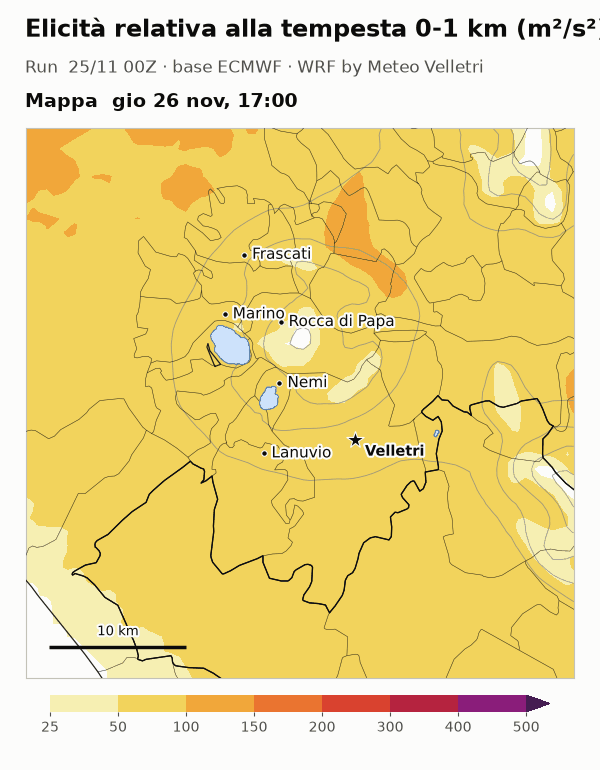 Elicità relativa alla tempesta 0-1 km (m²/s²)
Run  25/11 00Z · base ECMWF · WRF by Meteo Velletri
Mappa  gio 26 nov, 17:00
Frascati
Marino
Rocca di Papa
Nemi
Velletri
Lanuvio
10 km
25 50 100 150 200 300 400 500